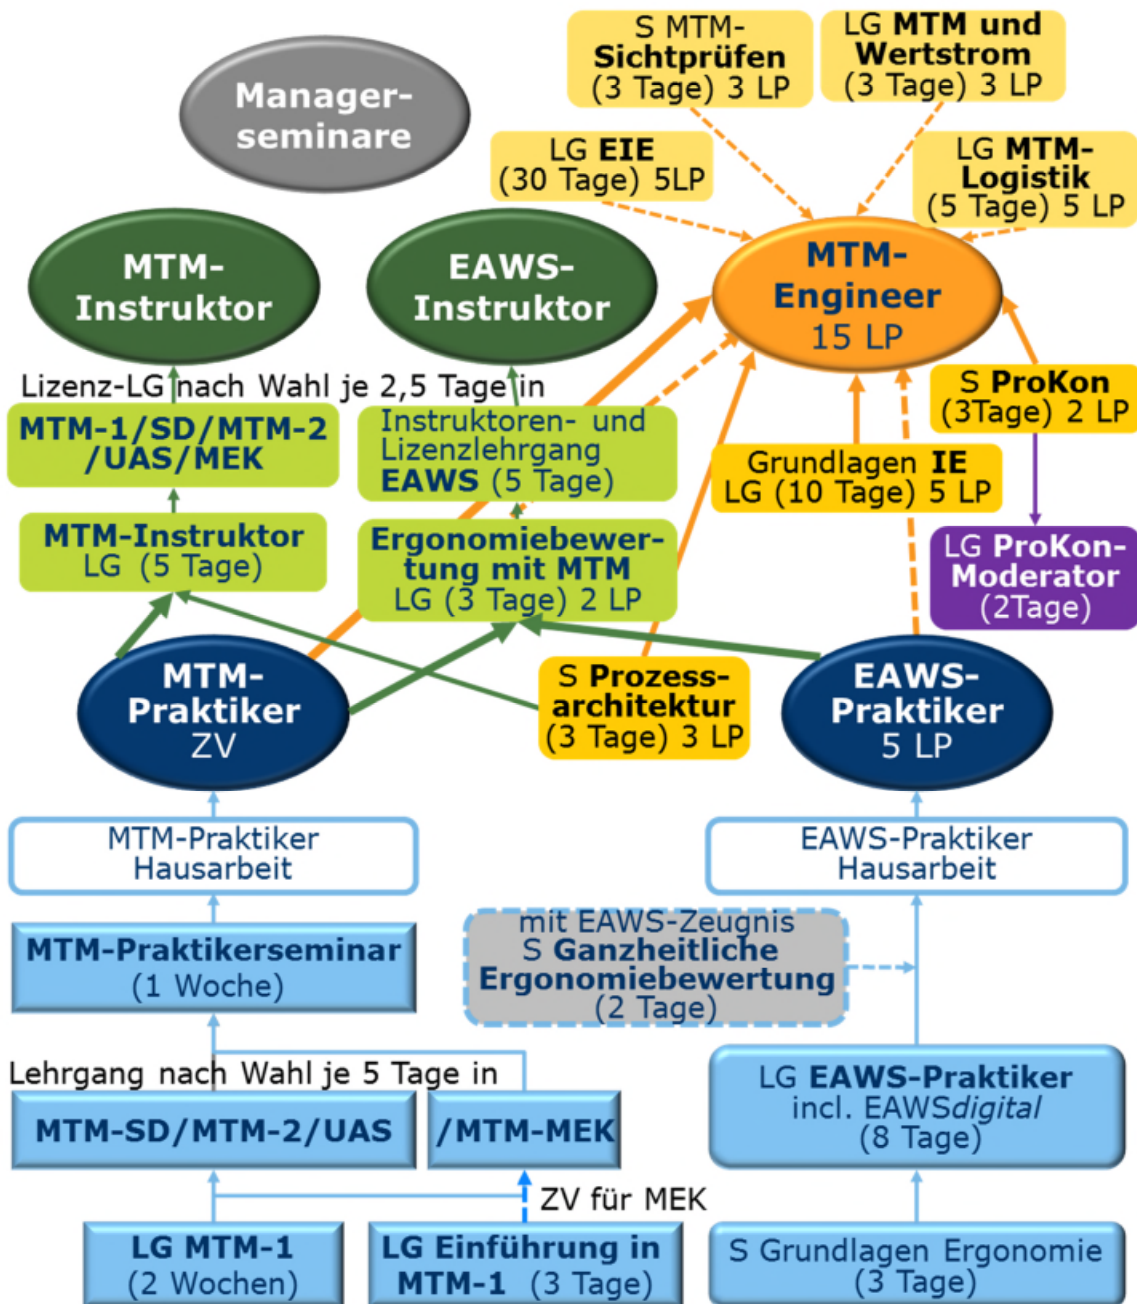 S MTM-
Sichtprüfen
(3 Tage) 3 LP
LG MTM und
Wertstrom
(3 Tage) 3 LP
Manager-
seminare
LG EIE
(30 Tage) 5LP
LG MTM-
Logistik
(5 Tage) 5 LP
MTM-
Instruktor
EAWS-
Instruktor
MTM-
Engineer
15 LP
Lizenz-LG nach Wahl je 2,5 Tage in
MTM-1/SD/MTM-2
/UAS/MEK
Instruktoren- und
Lizenzlehrgang
EAWS (5 Tage)
S ProKon
(3Tage) 2 LP
Grundlagen IE
LG (10 Tage) 5 LP
MTM-Instruktor
LG (5 Tage)
Ergonomiebewer-
tung mit MTM
LG (3 Tage) 2 LP
LG ProKon-
Moderator
(2Tage)
MTM-
Praktiker
ZV
S Prozess-
architektur
(3 Tage) 3 LP
EAWS-
Praktiker
5 LP
MTM-Praktiker
Hausarbeit
EAWS-Praktiker
Hausarbeit
MTM-Praktikerseminar
(1 Woche)
mit EAWS-Zeugnis
S Ganzheitliche
Ergonomiebewertung
(2 Tage)
Lehrgang nach Wahl je 5 Tage in
MTM-SD/MTM-2/UAS
/MTM-MEK
LG EAWS-Praktiker
incl. EAWSdigital
(8 Tage)
ZV für MEK
LG MTM-1
(2 Wochen)
LG Einführung in
MTM-1 (3 Tage)
S Grundlagen Ergonomie
(3 Tage)